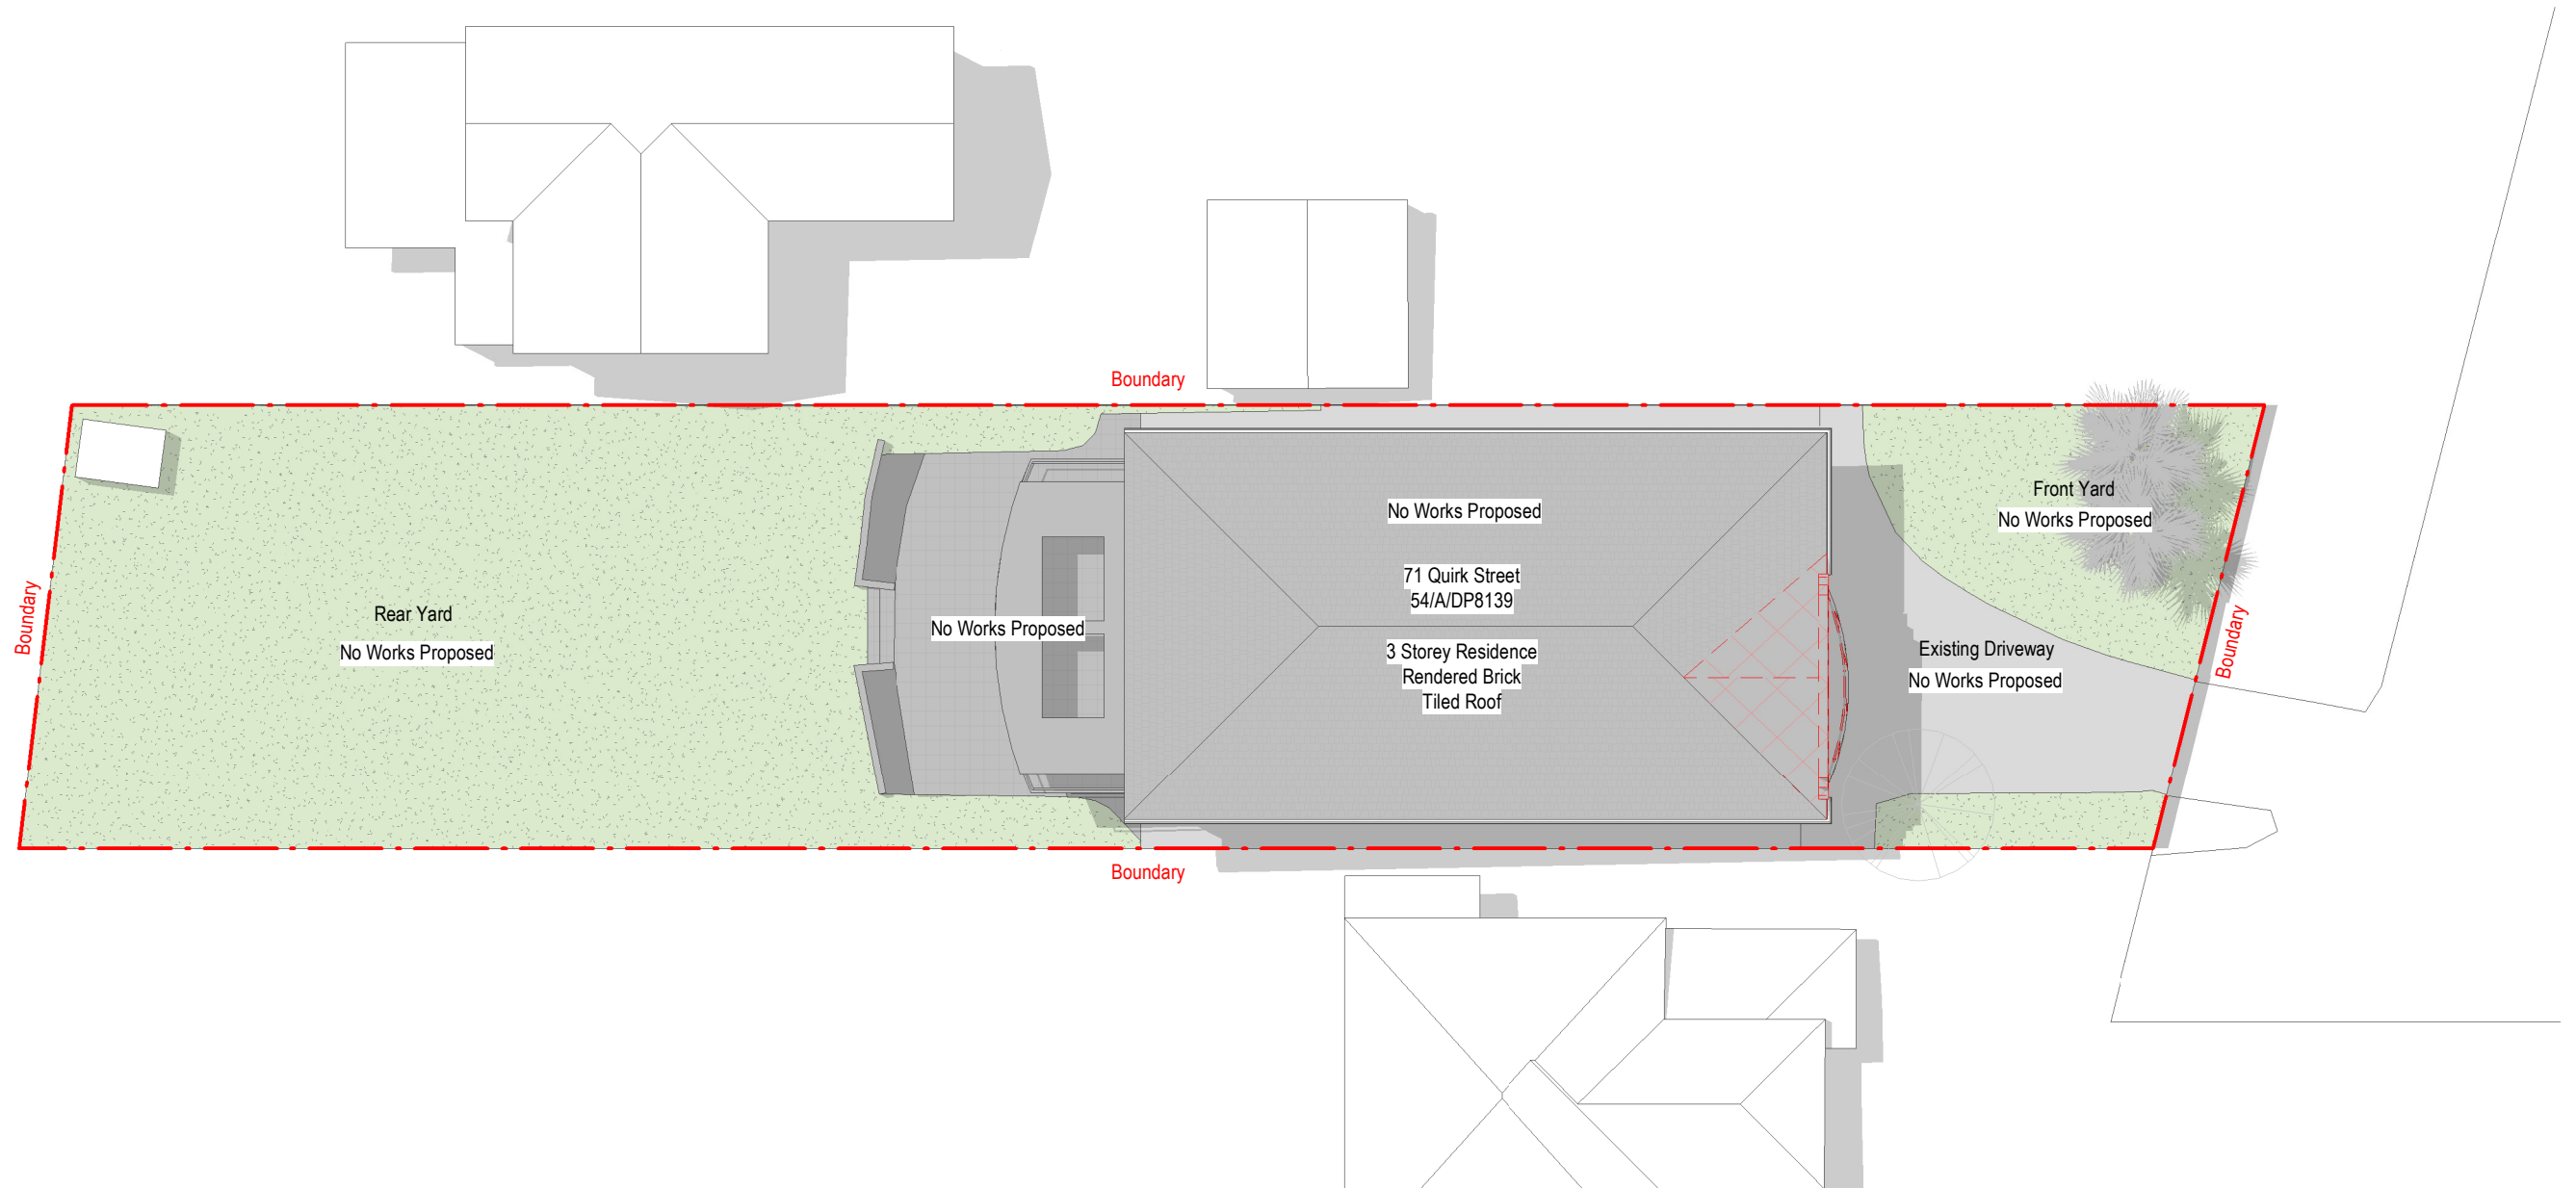 Boundary
Front Yard
No Works Proposed
No Works Proposed
71 Quirk Street
54/A/DP8139
3 Storey Residence
Rendered Brick
Tiled Roof
Rear Yard
No Works Proposed
No Works Proposed
Existing Driveway
No Works Proposed
Boundary
Boundary
Boundary